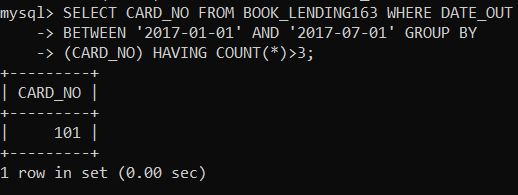 mysql> SELECT CARD_NO FROM BOOK_LENDING163 WHERE DATE_OUT
    -> BETWEEN '2017-01-01' AND '2017-07-01' GROUP BY
    -> (CARD_NO) HAVING COUNT(*)>3;
+---------+
| CARD_NO |
+---------+
|     101 |
+---------+
1 row in set (0.00 sec)